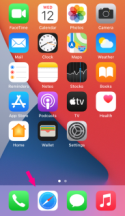 WED
12
FaceTime
Calendar
Photos
Camera
Mail
Clock
Maps
Weather
Reminders
Notes
Stocks
Books
App Store
Podcasts
TV
Health
Home
Wallet
Settings